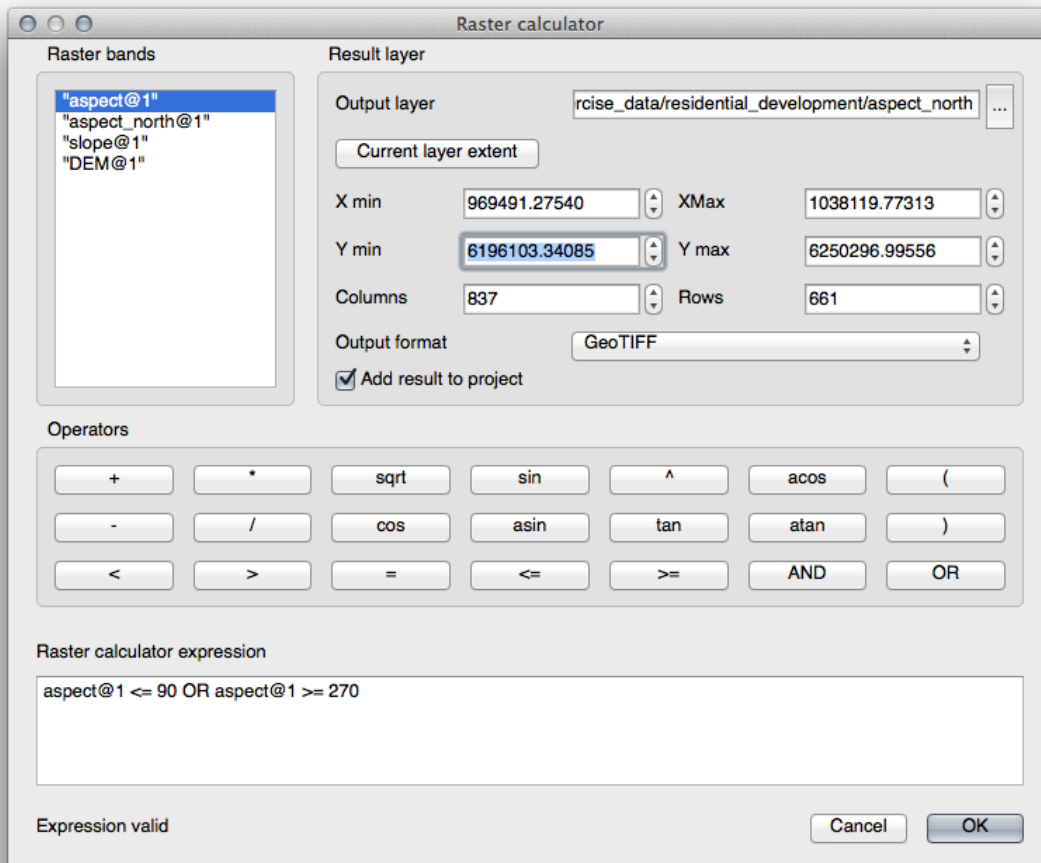 Raster calculator
Raster bands
"aspect@1"
"aspect_north@1"
"slope@1"
"DEM@1"
Result layer
Output layer rcise_data/residential_development/aspect_north ...
Current layer extent
X min 969491.27540 XMax 1038119.77313
Y min 6196103.34085 Y max 6250296.99556
Columns 837 Rows 661
Output format GeoTIFF
Add result to project
Operators
+ * sqrt sin ^ acos (
- / cos asin tan atan )
< > = <= >= AND OR
Raster calculator expression
aspect@1 <= 90 OR aspect@1 >= 270
Expression valid Cancel OK